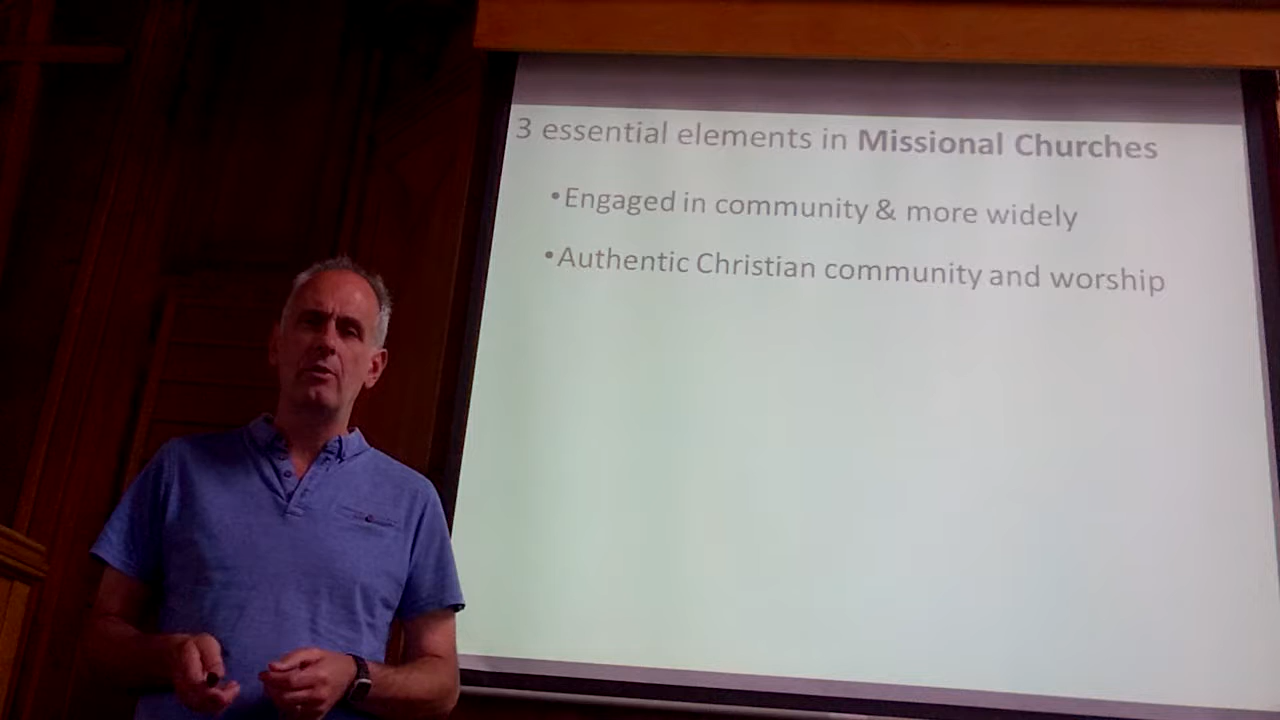 3 essential elements in Missional Churches
•Engaged in community & more widely
•Authentic Christian community and worship